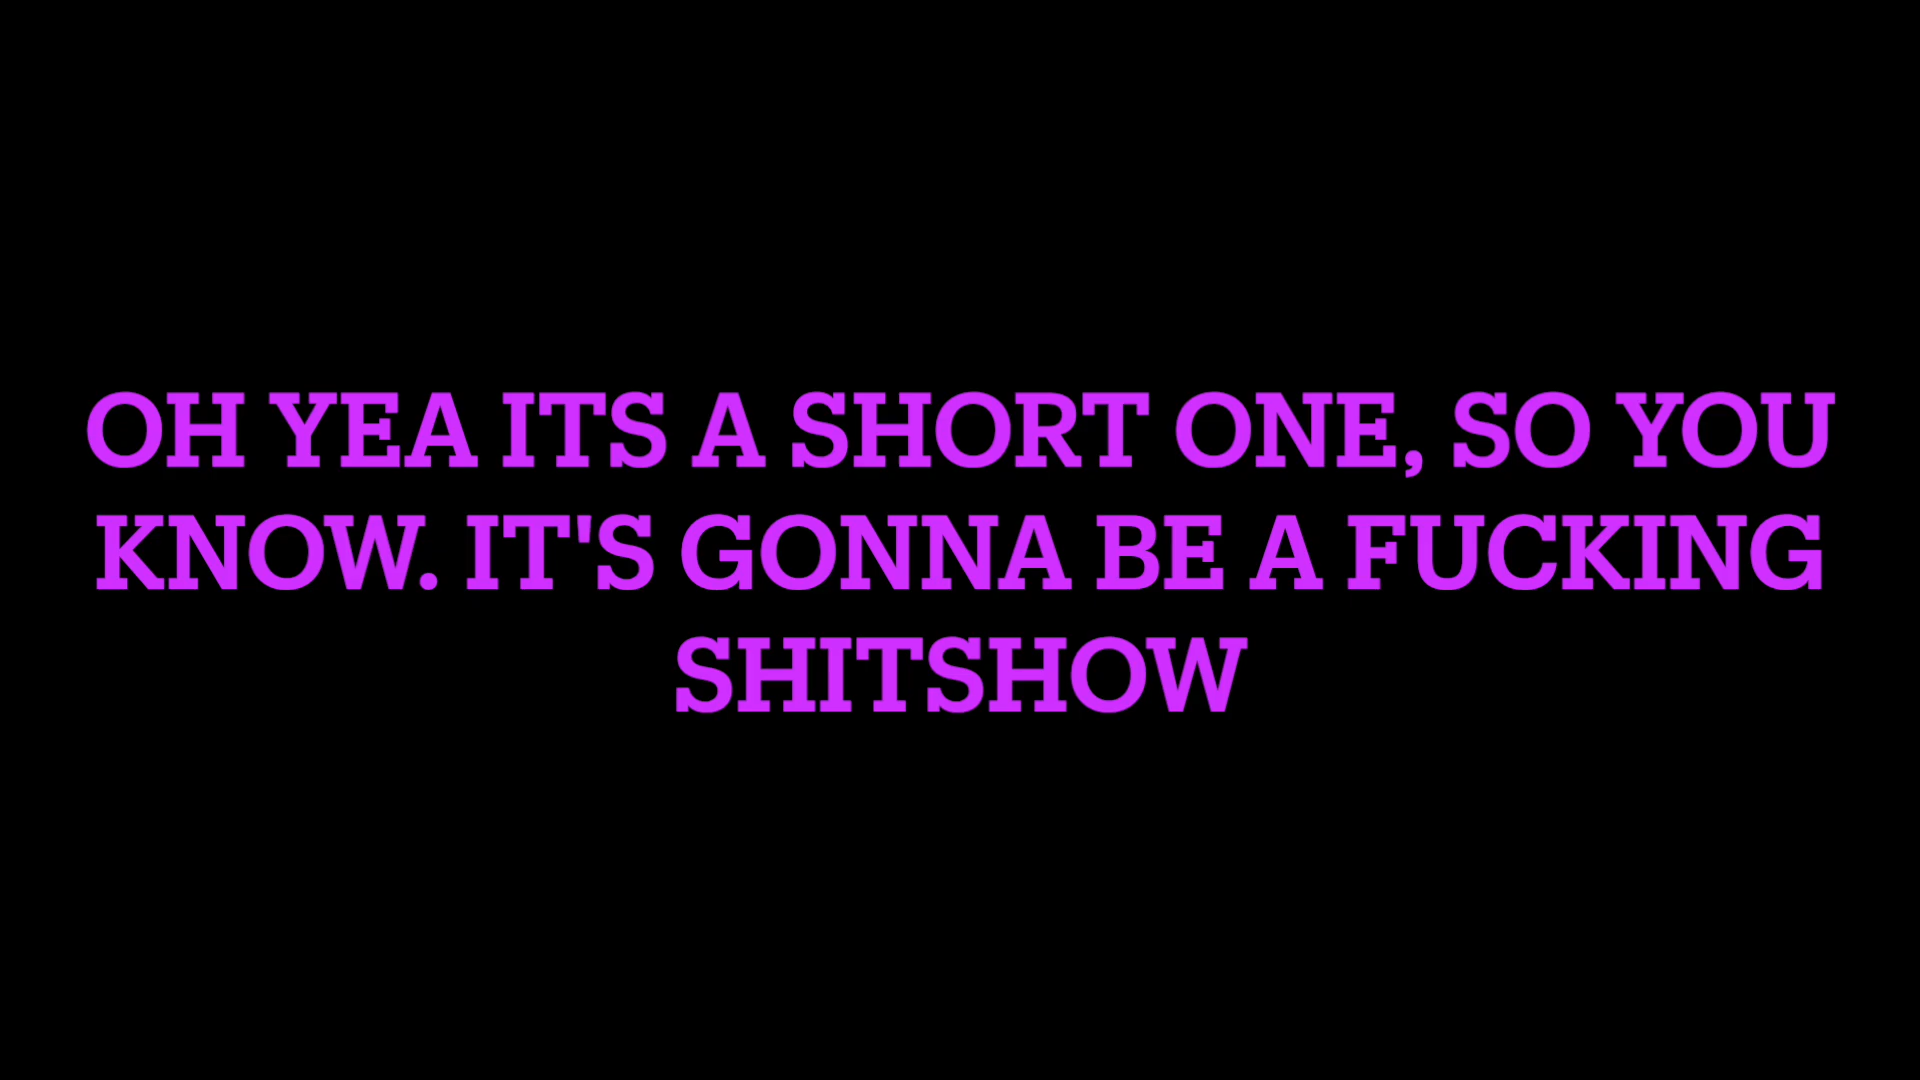 OH YEA ITS A SHORT ONE, SO YOU
KNOW. IT'S GONNA BE A FUCKING
SHITSHOW